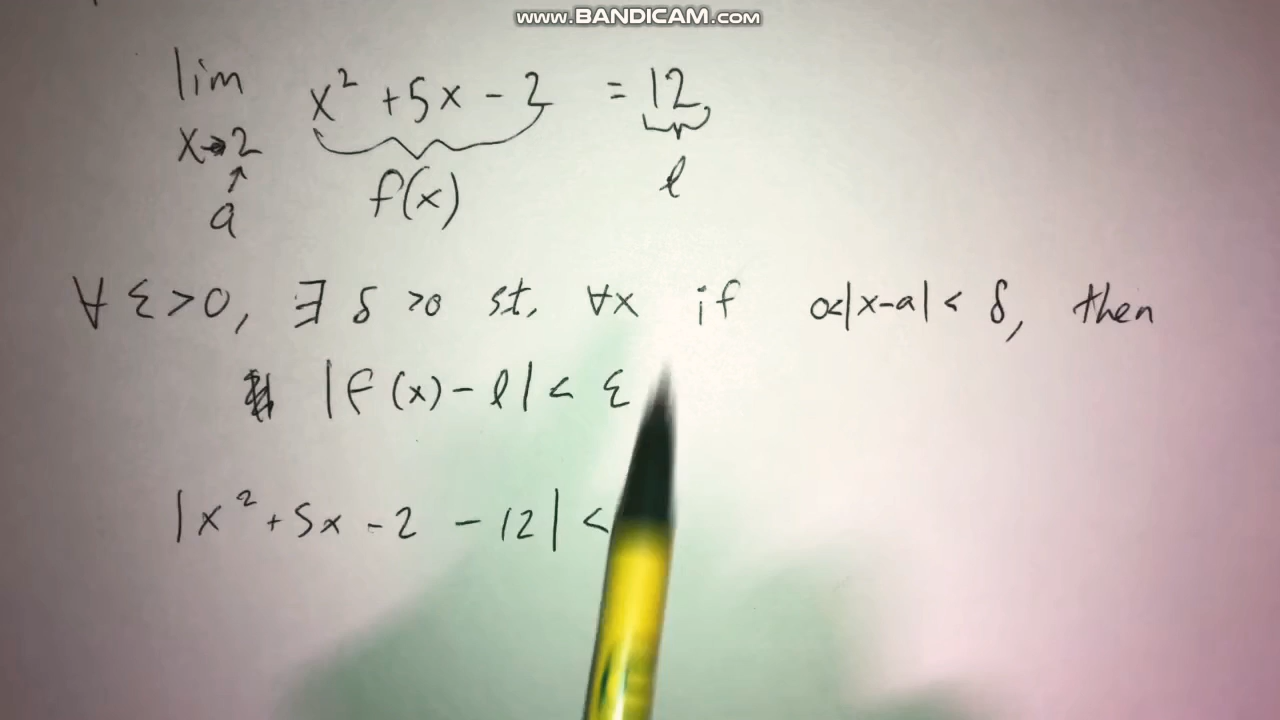 www.BANDICAM.com
lim x² + 5x - 2 = 12
x→2 f(x) l
a
∀ ε > 0, ∃ δ > 0 st, ∀x if 0<|x-a| < δ, then
|f(x) - l| < ε
|x² + 5x - 2 - 12| <